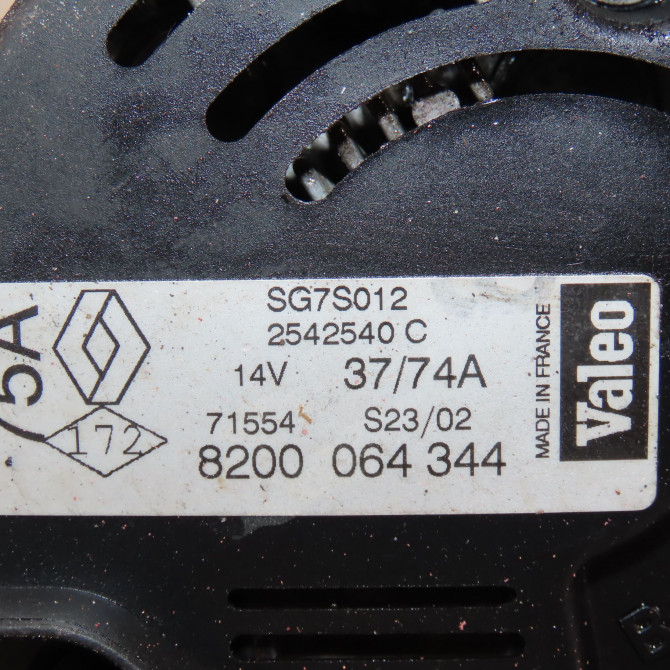 5A
SG7S012
2542540 C
14V 37/74A
71554 S23/02
172
8200 064 344
MADE IN FRANCE
Valeo